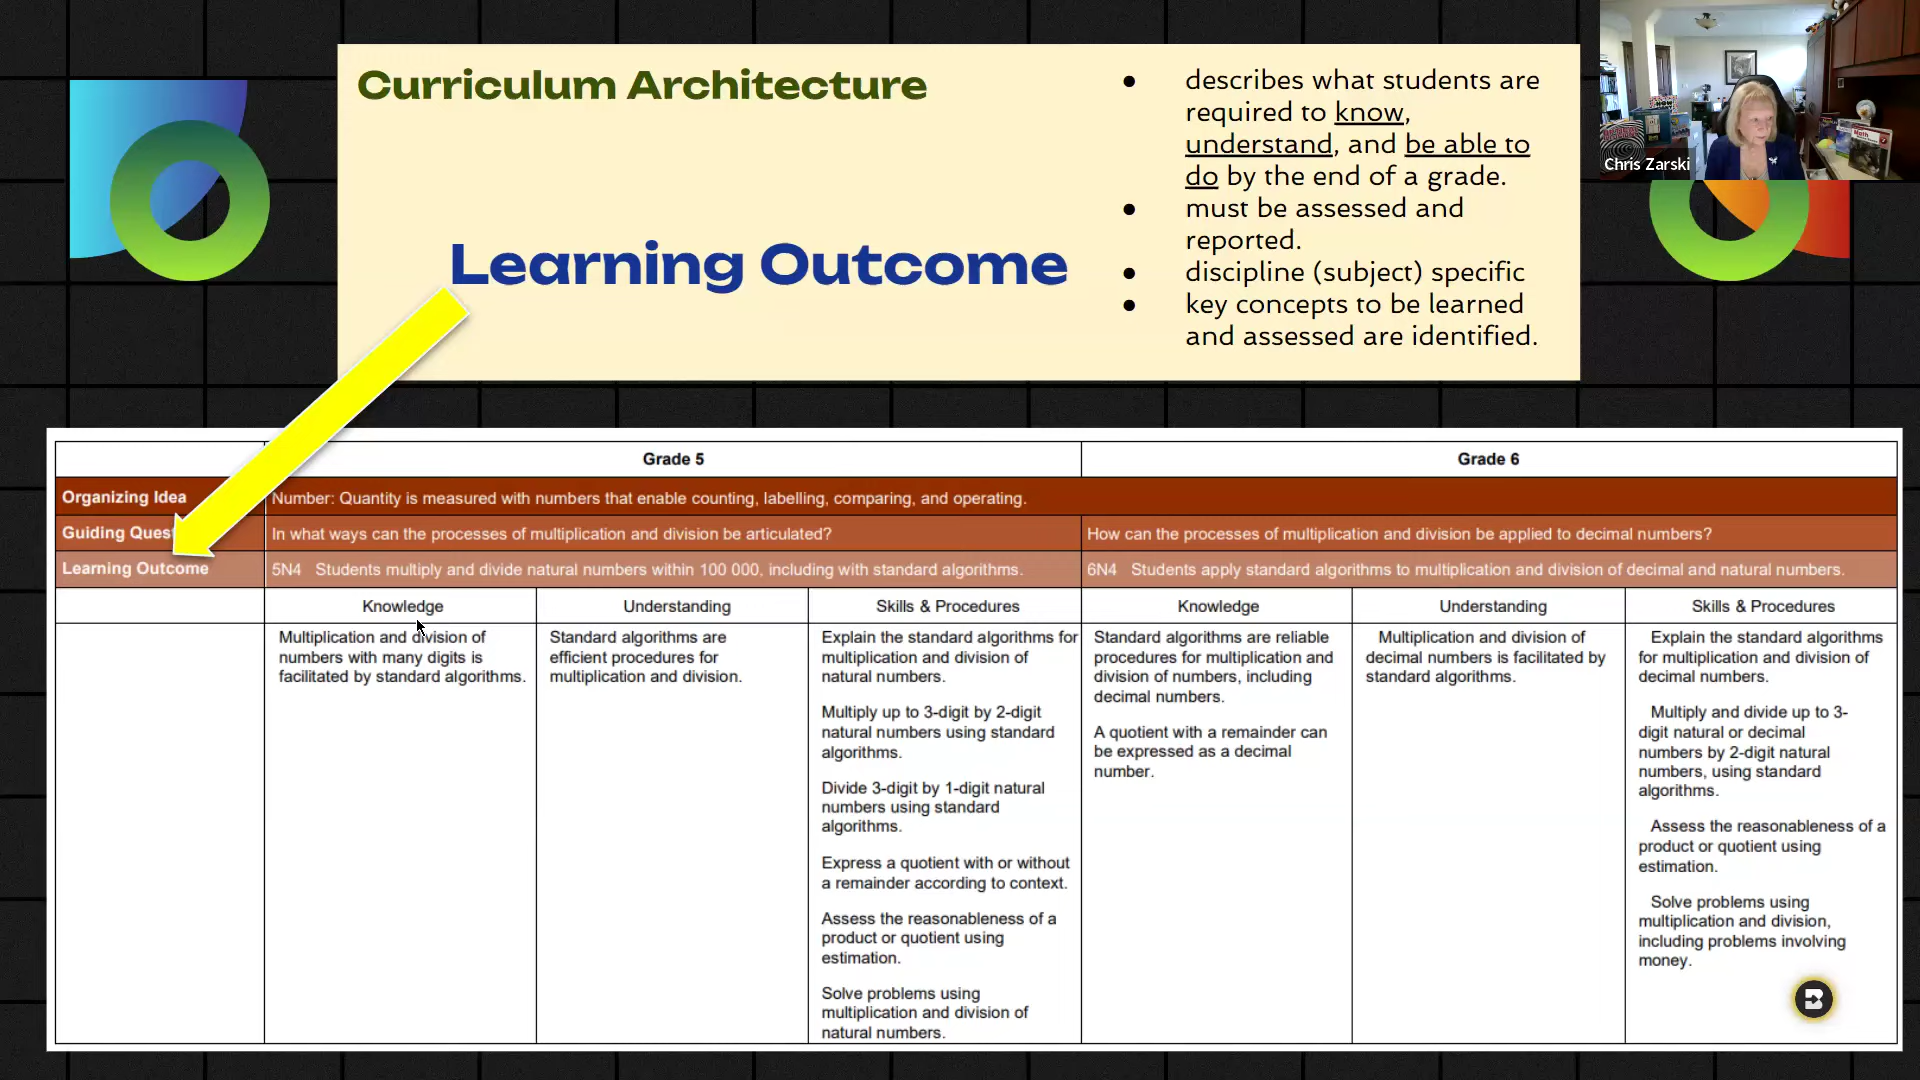 Curriculum Architecture
Learning Outcome
describes what students are
required to know,
understand, and be able to
do by the end of a grade.
must be assessed and
reported.
discipline (subject) specific
key concepts to be learned
and assessed are identified.
Chris Zarski
Grade 5
Grade 6
Organizing Idea
Number: Quantity is measured with numbers that enable counting, labelling, comparing, and operating.
Guiding Quest
In what ways can the processes of multiplication and division be articulated?
How can the processes of multiplication and division be applied to decimal numbers?
Learning Outcome
5N4 Students multiply and divide natural numbers within 100 000, including with standard algorithms.
6N4 Students apply standard algorithms to multiplication and division of decimal and natural numbers.
Knowledge
Understanding
Skills & Procedures
Knowledge
Understanding
Skills & Procedures
Multiplication and division of
numbers with many digits is
facilitated by standard algorithms.
Standard algorithms are
efficient procedures for
multiplication and division.
Explain the standard algorithms for
multiplication and division of
natural numbers.
Multiply up to 3-digit by 2-digit
natural numbers using standard
algorithms.
Divide 3-digit by 1-digit natural
numbers using standard
algorithms.
Express a quotient with or without
a remainder according to context.
Assess the reasonableness of a
product or quotient using
estimation.
Solve problems using
multiplication and division of
natural numbers.
Standard algorithms are reliable
procedures for multiplication and
division of numbers, including
decimal numbers.
A quotient with a remainder can
be expressed as a decimal
number.
Multiplication and division of
decimal numbers is facilitated by
standard algorithms.
Explain the standard algorithms
for multiplication and division of
decimal numbers.
Multiply and divide up to 3-
digit natural or decimal
numbers by 2-digit natural
numbers, using standard
algorithms.
Assess the reasonableness of a
product or quotient using
estimation.
Solve problems using
multiplication and division,
including problems involving
money.